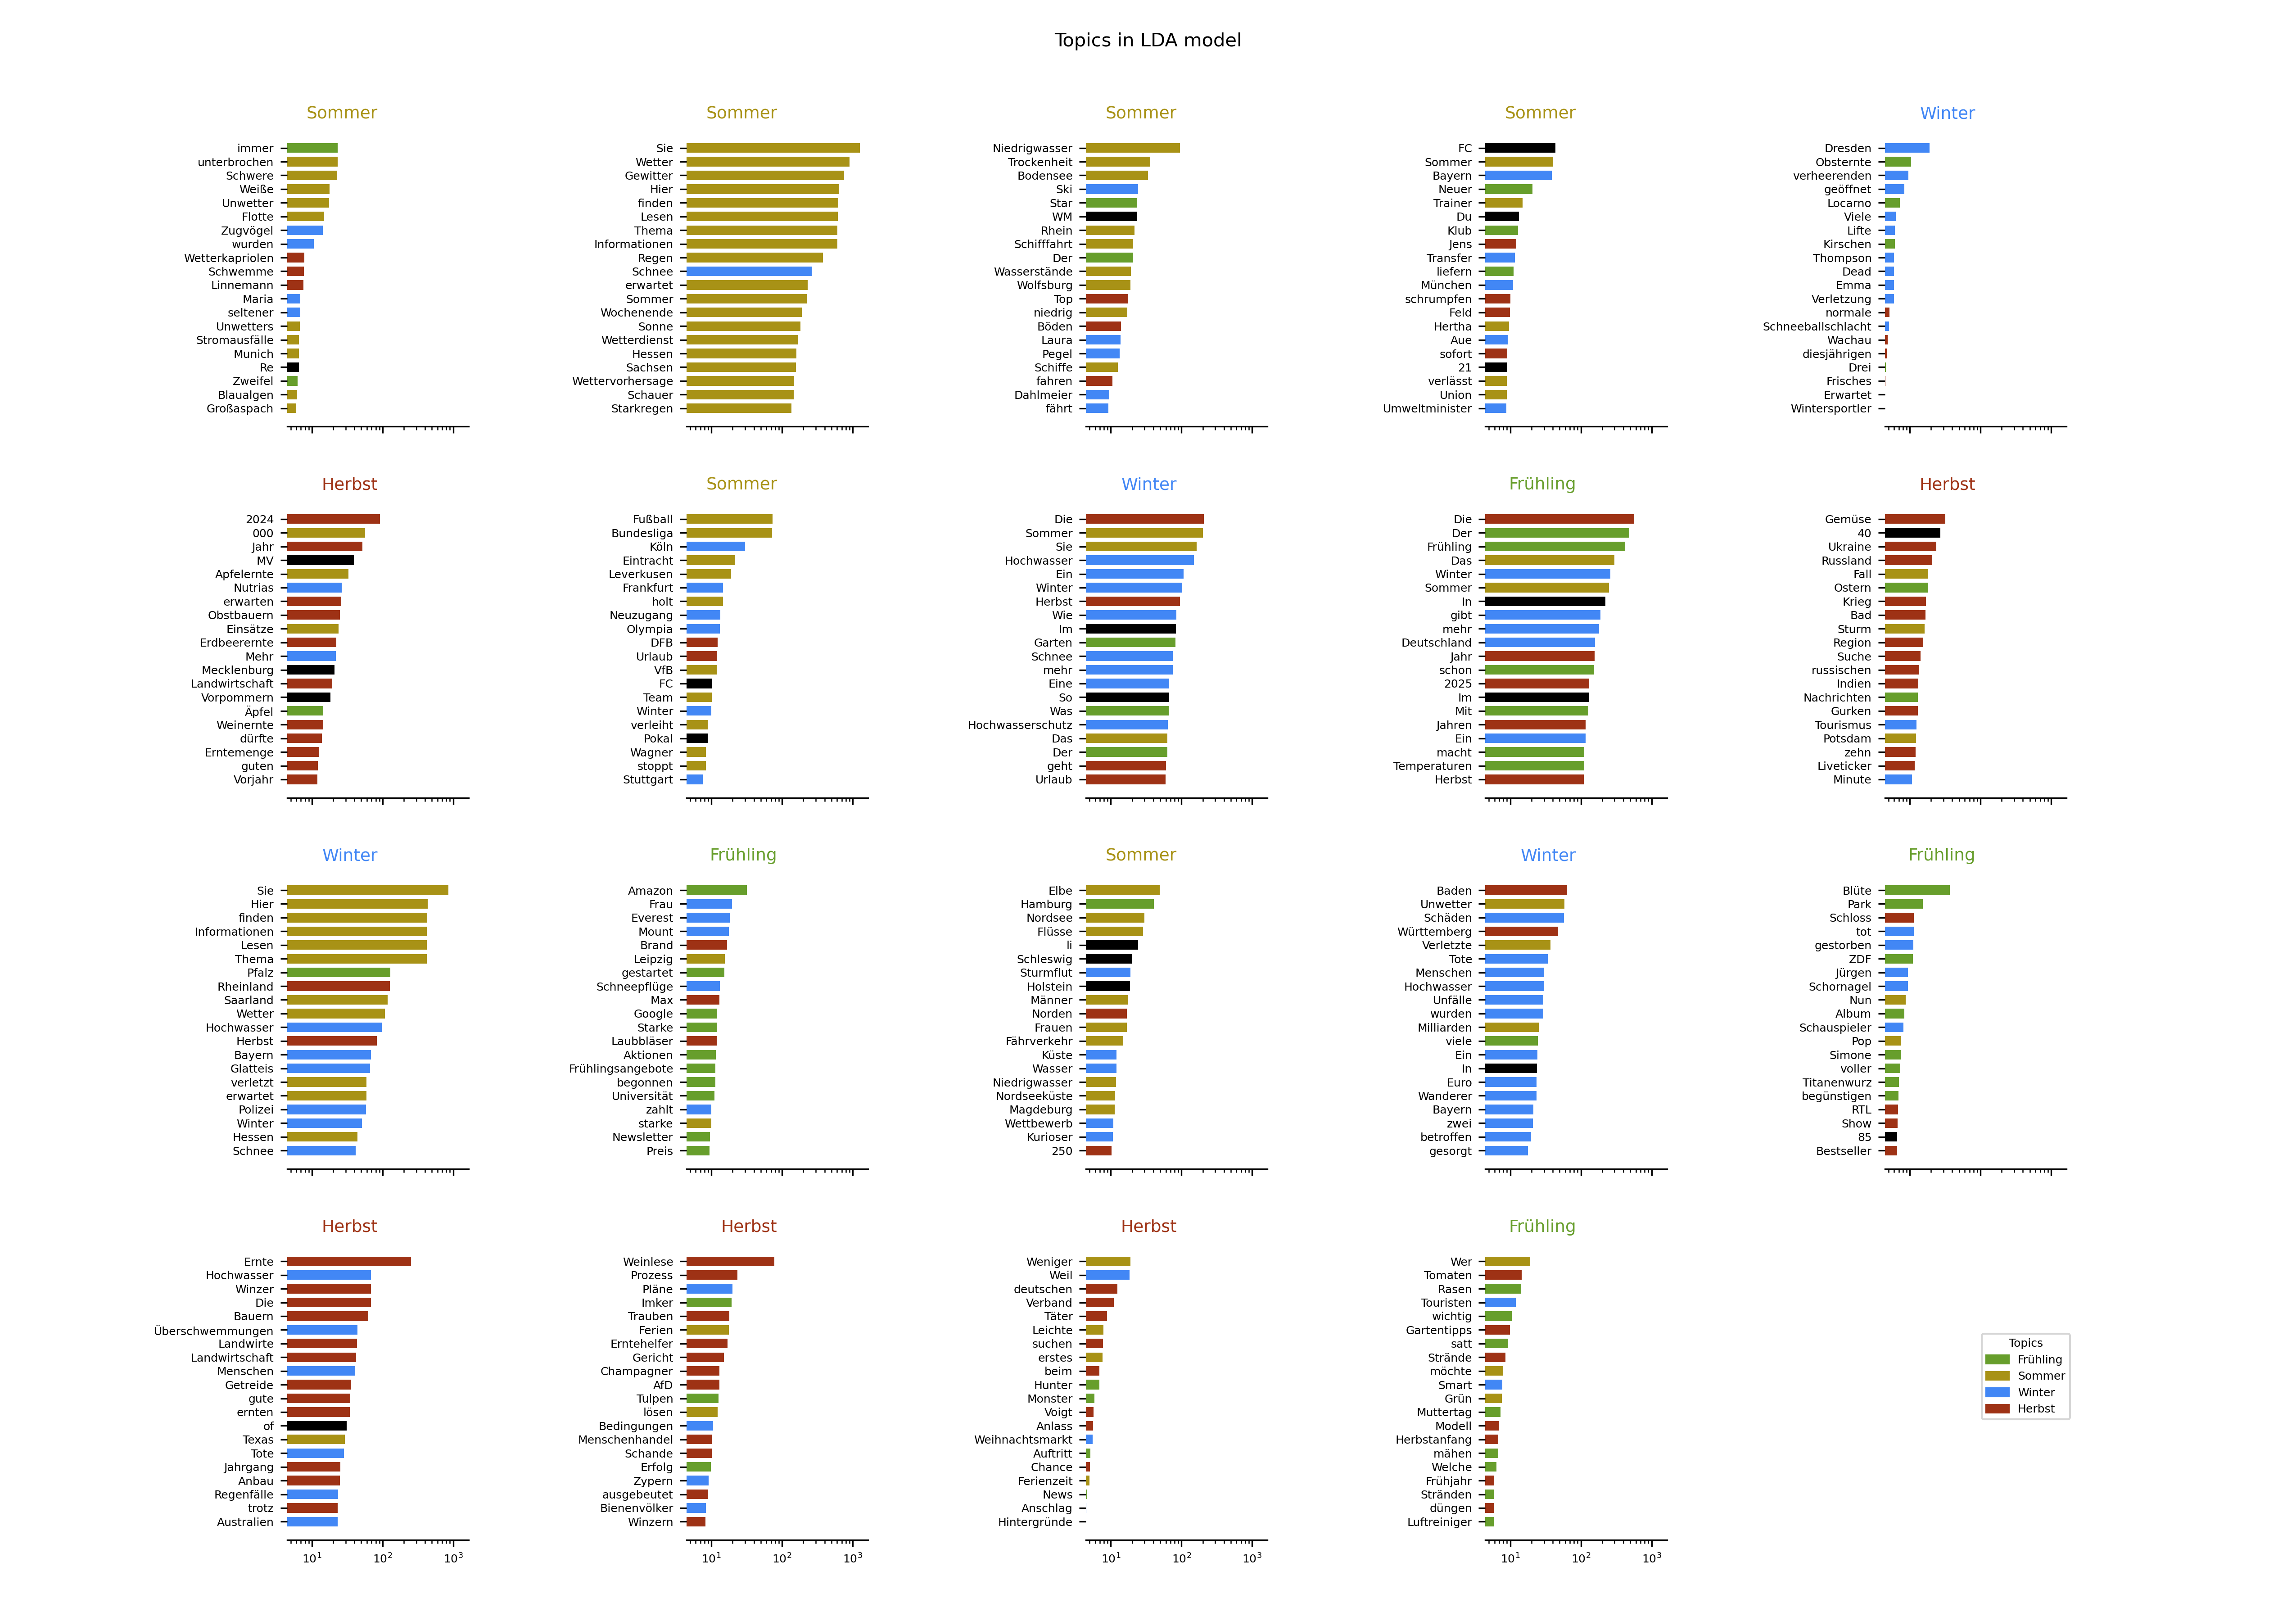 Topics in LDA model
Sommer
immer
unterbrochen
Schwere
Weiße
Unwetter
Flotte
Zugvögel
wurden
Wetterkapriolen
Schwemme
Linnemann
Maria
seltener
Unwetters
Stromausfälle
Munich
Re
Zweifel
Blaualgen
Großaspach
Sommer
Sie
Wetter
Gewitter
Hier
finden
Lesen
Thema
Informationen
Regen
Schnee
erwartet
Sommer
Wochenende
Sonne
Wetterdienst
Hessen
Sachsen
Wettervorhersage
Schauer
Starkregen
Sommer
Niedrigwasser
Trockenheit
Bodensee
Ski
Star
WM
Rhein
Schifffahrt
Der
Wasserstände
Wolfsburg
Top
niedrig
Böden
Laura
Pegel
Schiffe
fahren
Dahlmeier
fährt
Sommer
FC
Sommer
Bayern
Neuer
Trainer
Du
Klub
Jens
Transfer
liefern
München
schrumpfen
Feld
Hertha
Aue
sofort
21
verlässt
Union
Umweltminister
Winter
Dresden
Obsternte
verheerenden
geöffnet
Locarno
Viele
Lifte
Kirschen
Thompson
Dead
Emma
Verletzung
normale
Schneeballschlacht
Wachau
diesjährigen
Drei
Frisches
Erwartet
Wintersportler
Herbst
2024
000
Jahr
MV
Apfelernte
Nutrias
erwarten
Obstbauern
Einsätze
Erdbeerernte
Mehr
Mecklenburg
Landwirtschaft
Vorpommern
Äpfel
Weinernte
dürfte
Erntemenge
guten
Vorjahr
Sommer
Fußball
Bundesliga
Köln
Eintracht
Leverkusen
Frankfurt
holt
Neuzugang
Olympia
DFB
Urlaub
VfB
FC
Team
Winter
verleiht
Pokal
Wagner
stoppt
Stuttgart
Winter
Die
Sommer
Sie
Hochwasser
Ein
Winter
Herbst
Wie
Im
Garten
Schnee
mehr
Eine
So
Was
Hochwasserschutz
Das
Der
geht
Urlaub
Frühling
Die
Der
Frühling
Das
Winter
Sommer
In
gibt
mehr
Deutschland
Jahr
schon
2025
Im
Mit
Jahren
Ein
macht
Temperaturen
Herbst
Herbst
Gemüse
40
Ukraine
Russland
Fall
Ostern
Krieg
Bad
Sturm
Region
Suche
russischen
Indien
Nachrichten
Gurken
Tourismus
Potsdam
zehn
Liveticker
Minute
Winter
Sie
Hier
finden
Informationen
Lesen
Thema
Pfalz
Rheinland
Saarland
Wetter
Hochwasser
Herbst
Bayern
Glatteis
verletzt
erwartet
Polizei
Winter
Hessen
Schnee
Frühling
Amazon
Frau
Everest
Mount
Brand
Leipzig
gestartet
Schneepflüge
Max
Google
Starke
Laubbläser
Aktionen
Frühlingsangebote
begonnen
Universität
zahlt
starke
Newsletter
Preis
Sommer
Elbe
Hamburg
Nordsee
Flüsse
li
Schleswig
Sturmflut
Holstein
Männer
Norden
Frauen
Fährverkehr
Küste
Wasser
Niedrigwasser
Nordseeküste
Magdeburg
Wettbewerb
Kurioser
250
Winter
Baden
Unwetter
Schäden
Württemberg
Verletzte
Tote
Menschen
Hochwasser
Unfälle
wurden
Milliarden
viele
Ein
In
Euro
Wanderer
Bayern
zwei
betroffen
gesorgt
Frühling
Blüte
Park
Schloss
tot
gestorben
ZDF
Jürgen
Schornagel
Nun
Album
Schauspieler
Pop
Simone
voller
Titanenwurz
begünstigen
RTL
Show
85
Bestseller
Herbst
Ernte
Hochwasser
Winzer
Die
Bauern
Überschwemmungen
Landwirte
Landwirtschaft
Menschen
Getreide
gute
ernten
of
Texas
Tote
Jahrgang
Anbau
Regenfälle
trotz
Australien
10¹ 10² 10³
Herbst
Weinlese
Prozess
Pläne
Imker
Trauben
Ferien
Erntehelfer
Gericht
Champagner
AfD
Tulpen
lösen
Bedingungen
Menschenhandel
Schande
Erfolg
Zypern
ausgebeutet
Bienenvölker
Winzern
10¹ 10² 10³
Herbst
Weniger
Weil
deutschen
Verband
Täter
Leichte
suchen
erstes
beim
Hunter
Monster
Voigt
Anlass
Weihnachtsmarkt
Auftritt
Chance
Ferienzeit
News
Anschlag
Hintergründe
10¹ 10² 10³
Frühling
Wer
Tomaten
Rasen
Touristen
wichtig
Gartentipps
satt
Strände
möchte
Smart
Grün
Muttertag
Modell
Herbstanfang
mähen
Welche
Frühjahr
Stränden
düngen
Luftreiniger
10¹ 10² 10³
Topics
Frühling
Sommer
Winter
Herbst